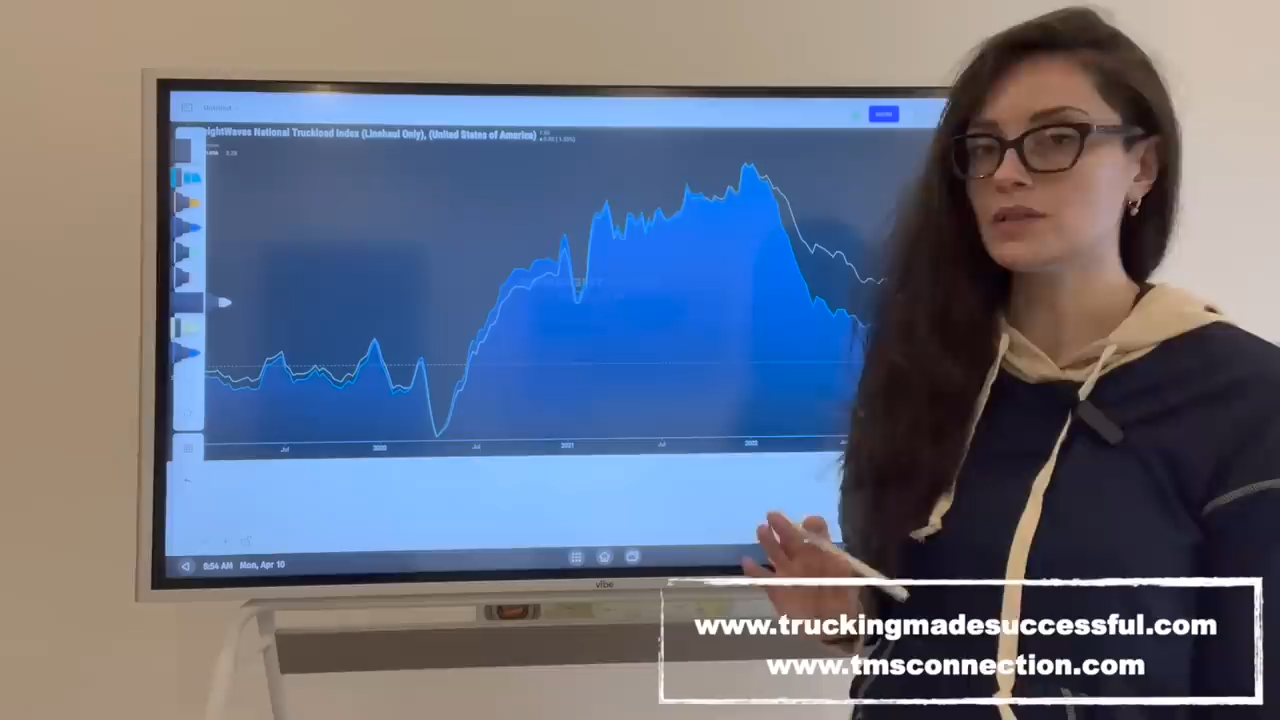 Untitled
ightWaves National Truckload Index (Linehaul Only), (United States of America)
Jul
2020
Jul
2021
Jul
2022
8:54 AM Mon, Apr 10
vibe
www.truckingmadesuccessful.com
www.tmsconnection.com